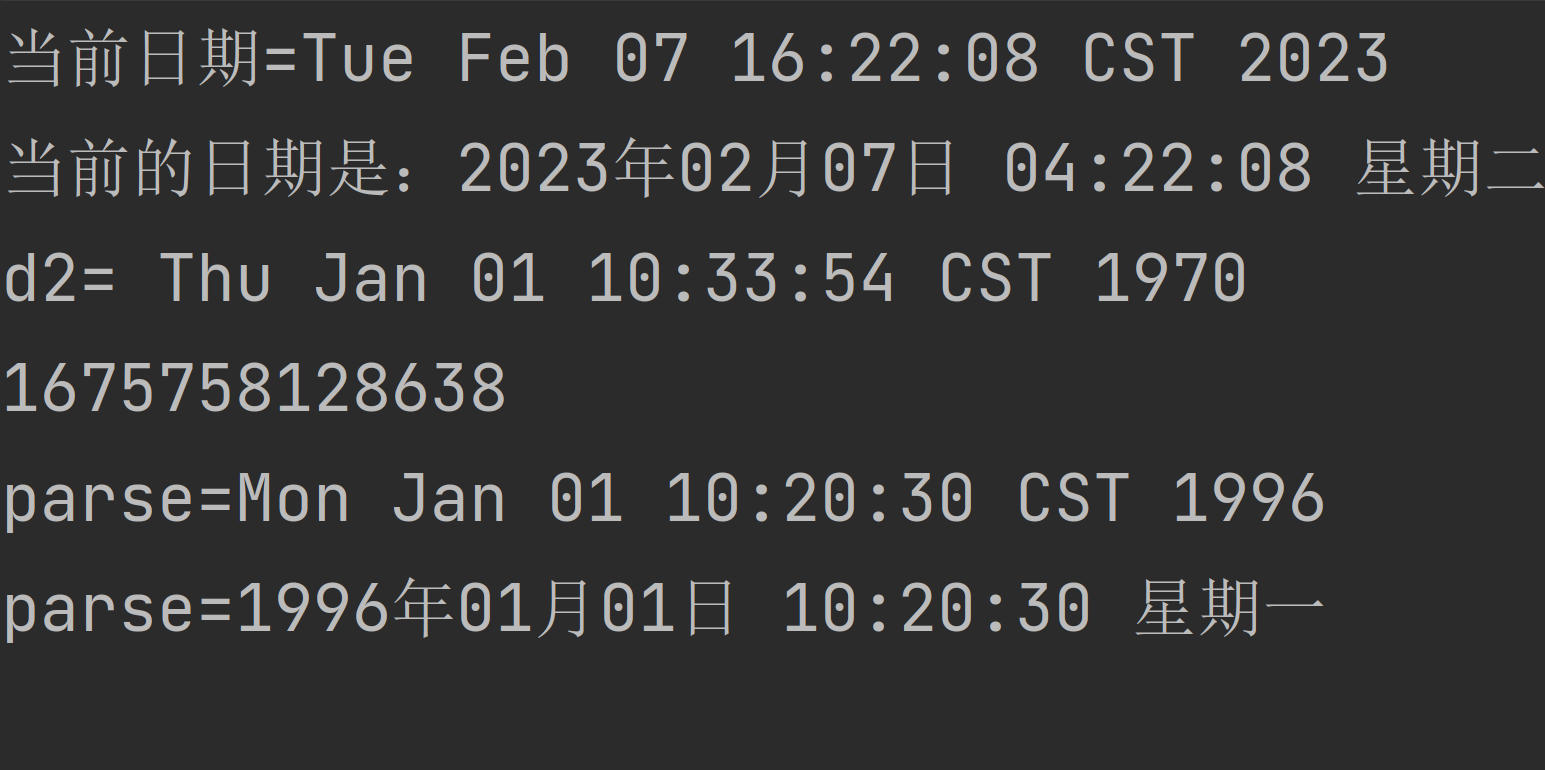 当前日期=Tue Feb 07 16:22:08 CST 2023
当前的日期是：2023年02月07日 04:22:08 星期二
d2= Thu Jan 01 10:33:54 CST 1970
1675758128638
parse=Mon Jan 01 10:20:30 CST 1996
parse=1996年01月01日 10:20:30 星期一